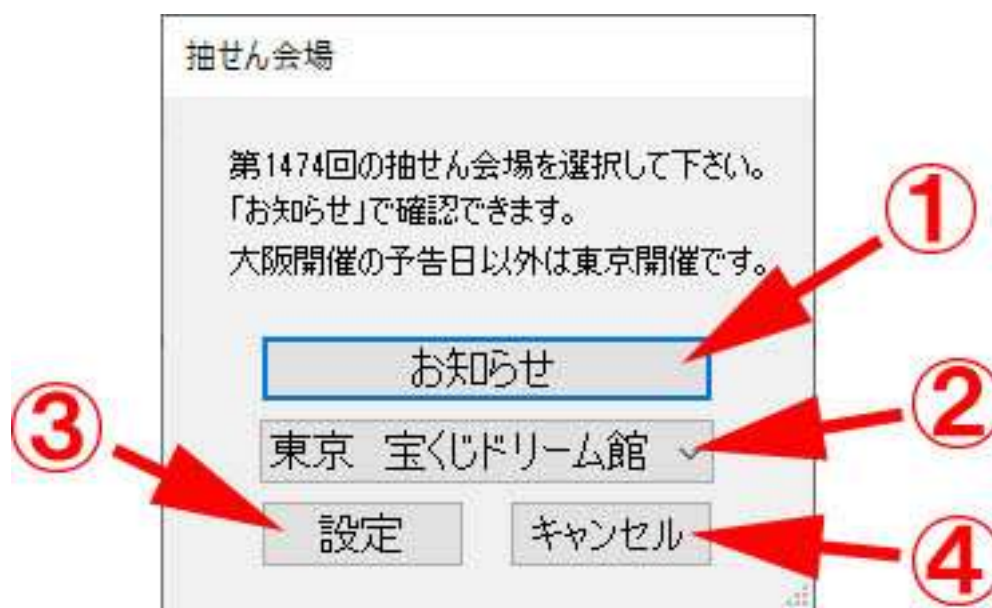 抽せん会場
第1474回の抽せん会場を選択して下さい。
「お知らせ」で確認できます。
大阪開催の予告日以外は東京開催です。
①
お知らせ
②
東京 宝くじドリーム館
③
設定
キャンセル
④